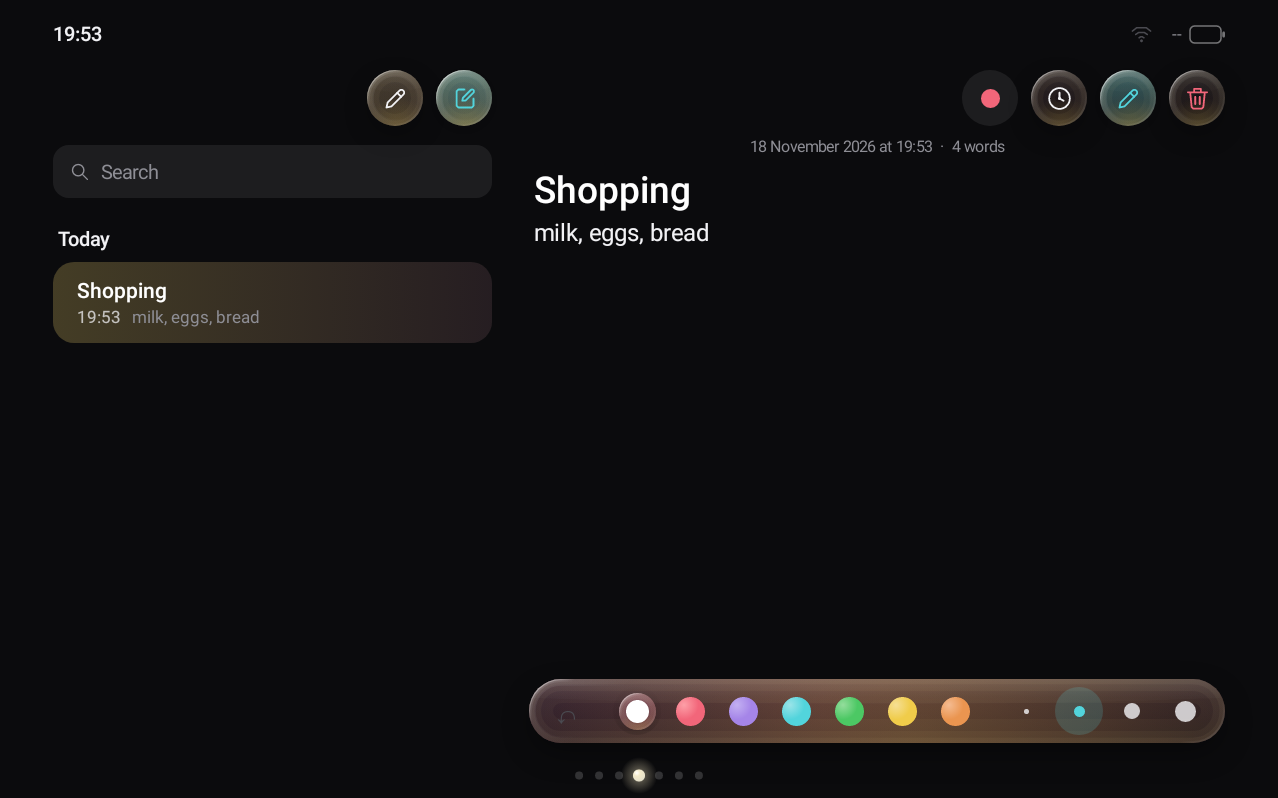 19:53
--
Search
18 November 2026 at 19:53 · 4 words
Shopping
milk, eggs, bread
Today
Shopping
19:53 milk, eggs, bread